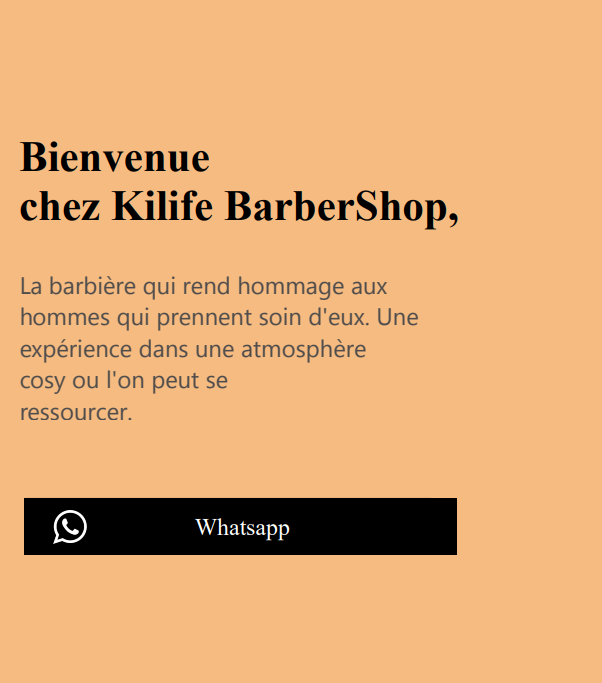 Bienvenue
chez Kilife BarberShop,
La barbière qui rend hommage aux
hommes qui prennent soin d'eux. Une
expérience dans une atmosphère
cosy ou l'on peut se
ressourcer.
Whatsapp